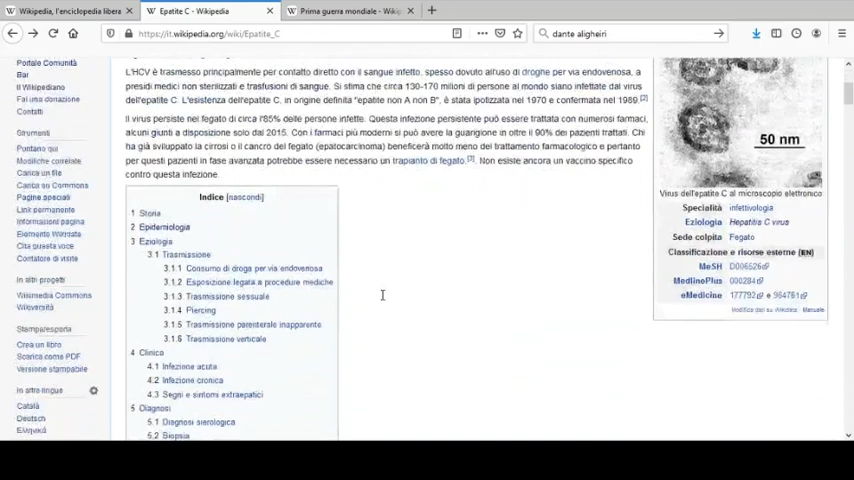 Wikipedia, l'enciclopedia libera
Epatite C - Wikipedia
Prima guerra mondiale - Wikip
https://it.wikipedia.org/wiki/Epatite_C
dante aligheiri
Portale Comunità
Bar
Il Wikipediano
Fai una donazione
Contatti
Strumenti
Puntano qui
Modifiche correlate
Carica un file
Carica su Commons
Pagine speciali
Link permanente
Informazioni pagina
Elemento Wikidata
Cita questa voce
Contatore di visite
In altri progetti
Wikimedia Commons
Wikiversità
Stampa/esporta
Crea un libro
Scarica come PDF
Versione stampabile
In altre lingue
Català
Deutsch
Ελληνικά
L'HCV è trasmesso principalmente per contatto diretto con il sangue infetto, spesso dovuto all'uso di droghe per via endovenosa, a
presidi medici non sterilizzati e trasfusioni di sangue. Si stima che circa 130-170 milioni di persone al mondo siano infettate dal virus
dell'epatite C. L'esistenza dell'epatite C, in origine definita "epatite non A non B", è stata ipotizzata nel 1970 e confermata nel 1989.[2]
Il virus persiste nel fegato di circa l'85% delle persone infette. Questa infezione persistente può essere trattata con numerosi farmaci,
alcuni giunti a disposizione solo dal 2015. Con i farmaci più moderni si può avere la guarigione in oltre il 90% dei pazienti trattati. Chi
ha già sviluppato la cirrosi o il cancro del fegato (epatocarcinoma) beneficerà molto meno del trattamento farmacologico e pertanto
per questi pazienti in fase avanzata potrebbe essere necessario un trapianto di fegato.[3]. Non esiste ancora un vaccino specifico
contro questa infezione.
Indice [nascondi]
1 Storia
2 Epidemiologia
3 Eziologia
3.1 Trasmissione
3.1.1 Consumo di droga per via endovenosa
3.1.2 Esposizione legata a procedure mediche
3.1.3 Trasmissione sessuale
3.1.4 Piercing
3.1.5 Trasmissione parenterale inapparente
3.1.6 Trasmissione verticale
4 Clinica
4.1 Infezione acuta
4.2 Infezione cronica
4.3 Segni e sintomi extraepatici
5 Diagnosi
5.1 Diagnosi sierologica
5.2 Biopsia
50 nm
Virus dell'epatite C al microscopio elettronico
Specialità infettivologia
Eziologia Hepatitis C virus
Sede colpita Fegato
Classificazione e risorse esterne (EN)
MeSH D006526
MedlinePlus 000284
eMedicine 177792 e 964761
Modifica dati su Wikidata · Manuale